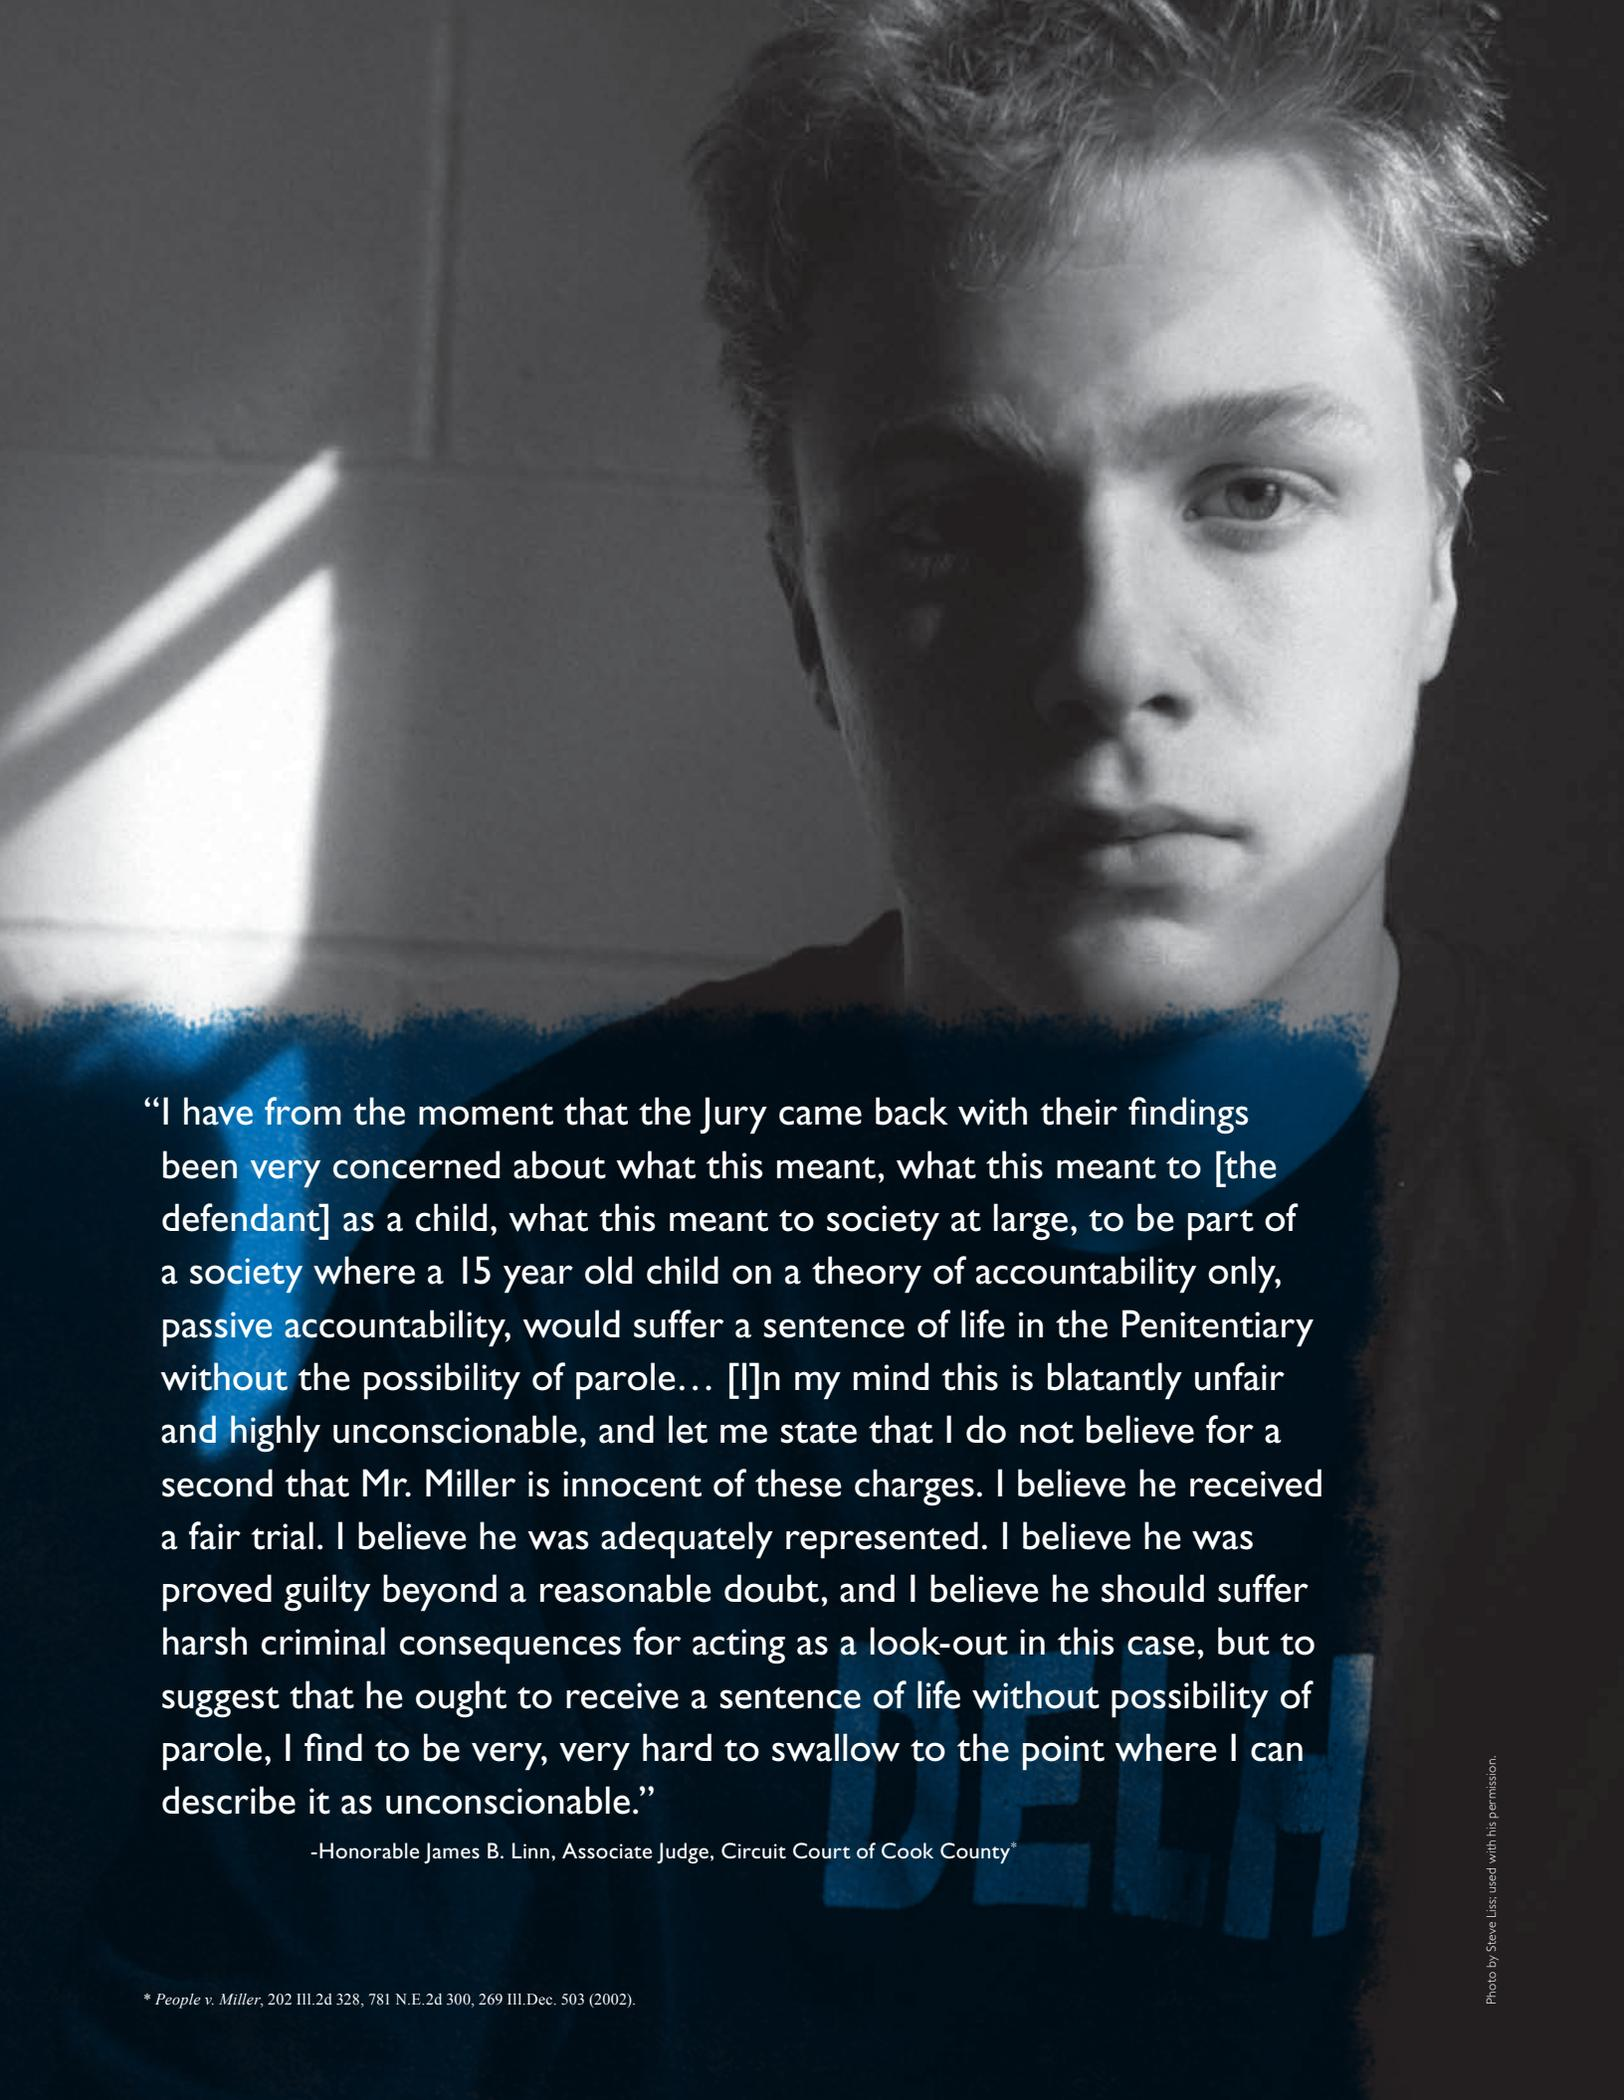 “I have from the moment that the Jury came back with their findings
been very concerned about what this meant, what this meant to [the
defendant] as a child, what this meant to society at large, to be part of
a society where a 15 year old child on a theory of accountability only,
passive accountability, would suffer a sentence of life in the Penitentiary
without the possibility of parole… [I]n my mind this is blatantly unfair
and highly unconscionable, and let me state that I do not believe for a
second that Mr. Miller is innocent of these charges. I believe he received
a fair trial. I believe he was adequately represented. I believe he was
proved guilty beyond a reasonable doubt, and I believe he should suffer
harsh criminal consequences for acting as a look-out in this case, but to
suggest that he ought to receive a sentence of life without possibility of
parole, I find to be very, very hard to swallow to the point where I can
describe it as unconscionable.”
-Honorable James B. Linn, Associate Judge, Circuit Court of Cook County*
DELH
* People v. Miller, 202 Ill.2d 328, 781 N.E.2d 300, 269 Ill.Dec. 503 (2002).
Photo by Steve Liss; used with his permission.